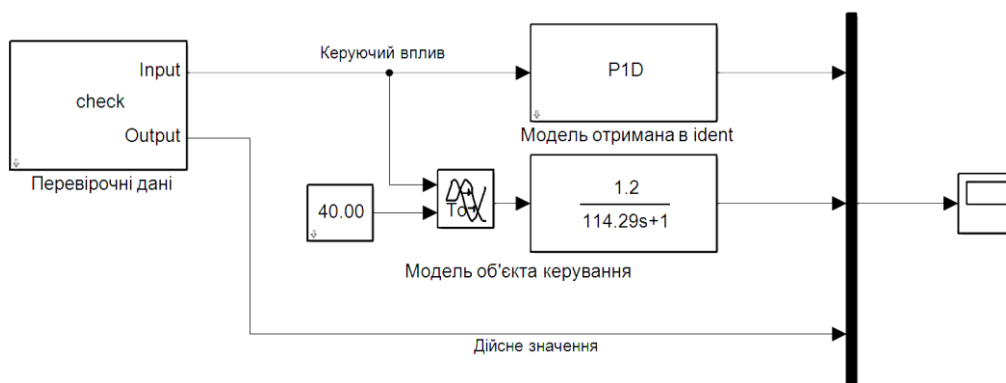 Керуючий вплив
Input
check
Output
Перевірочні дані
P1D
Модель отримана в ident
40.00
To
1.2
114.29s+1
Модель об'єкта керування
Дійсне значення